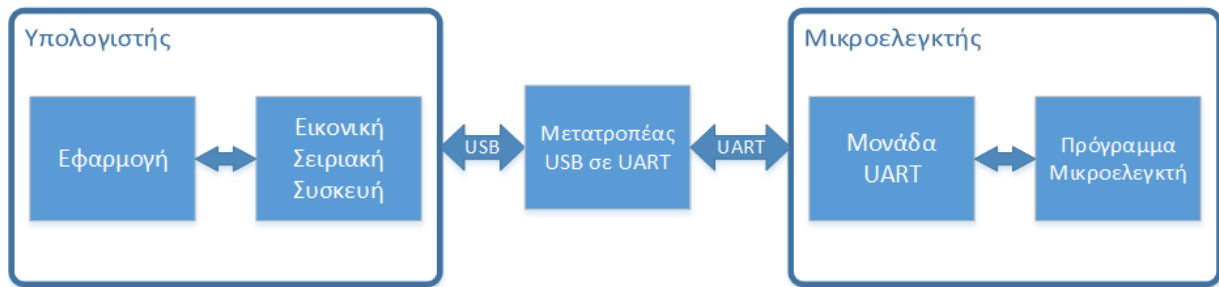 Υπολογιστής
Εφαρμογή
Εικονική
Σειριακή
Συσκευή
USB
Μετατροπέας
USB σε UART
UART
Μικροελεγκτής
Μονάδα
UART
Πρόγραμμα
Μικροελεγκτή